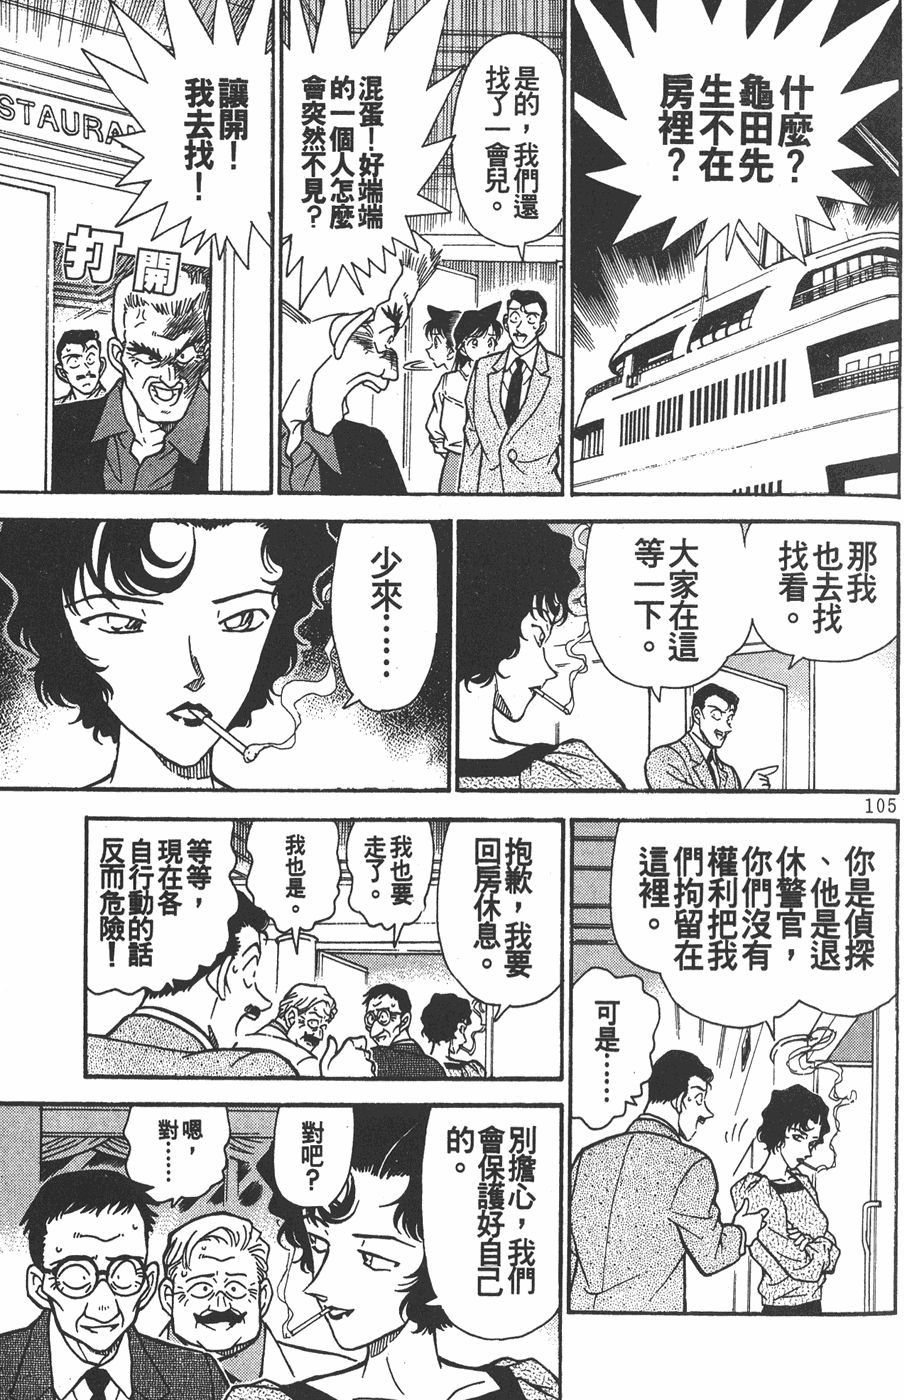 什麼？
龜田先
生不在
房裡？
是的，我們還
找了一會兒。
混蛋！好端端
的一個人怎麼
會突然不見？
讓開！
我去找！
STAURA
打開
那我
也去找
找看。
大家在這
等一下。
少來……
105
你是偵探
、他是退
休警官，
你們沒有
權利把我
們拘留在
這裡。
可是……
抱歉，我要
回房休息。
我也要
走了。
我也是。
等等，
現在各
自行動的話
反而危險！
別擔心，我們
會保護好自己
的。
對吧？
嗯，
對……